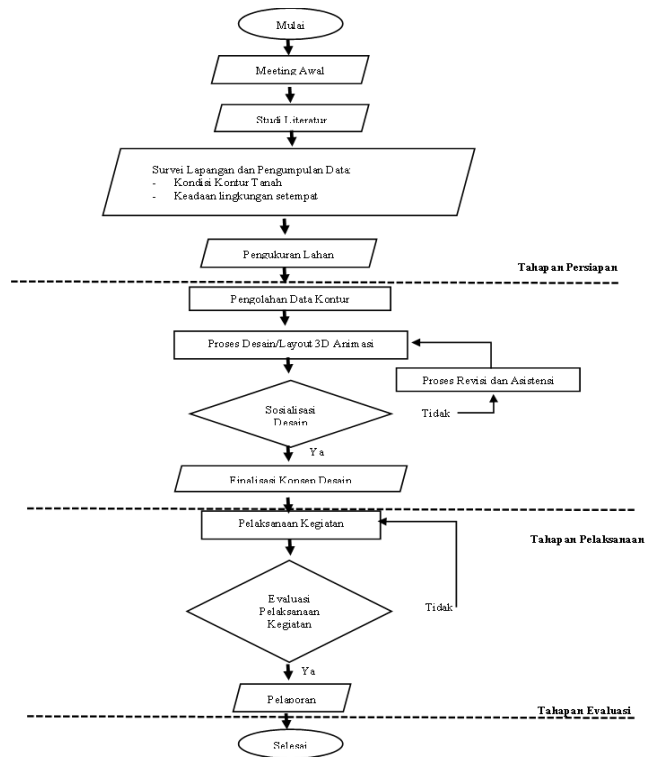 Mulai
Meeting Awal
Studi Literatur
Survei Lapangan dan Pengumpulan Data:
- Kondisi Kontur Tanah
- Keadaan lingkungan setempat
Pengukuran Lahan
Tahapan Persiapan
Pengolahan Data Kontur
Proses Desain/Layout 3D Animasi
Proses Revisi dan Asistensi
Sosialisasi
Desain
Tidak
Ya
Finalisasi Konsep Desain
Pelaksanaan Kegiatan
Tahapan Pelaksanaan
Evaluasi
Pelaksanaan
Kegiatan
Tidak
Ya
Pelaporan
Tahapan Evaluasi
Selesai